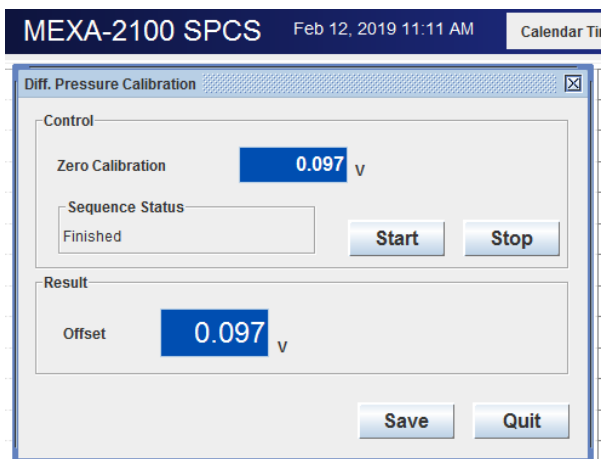 MEXA-2100 SPCS Feb 12, 2019 11:11 AM Calendar
Diff. Pressure Calibration
Control
Zero Calibration 0.097 V
Sequence Status
Finished
Start Stop
Result
Offset 0.097 V
Save Quit